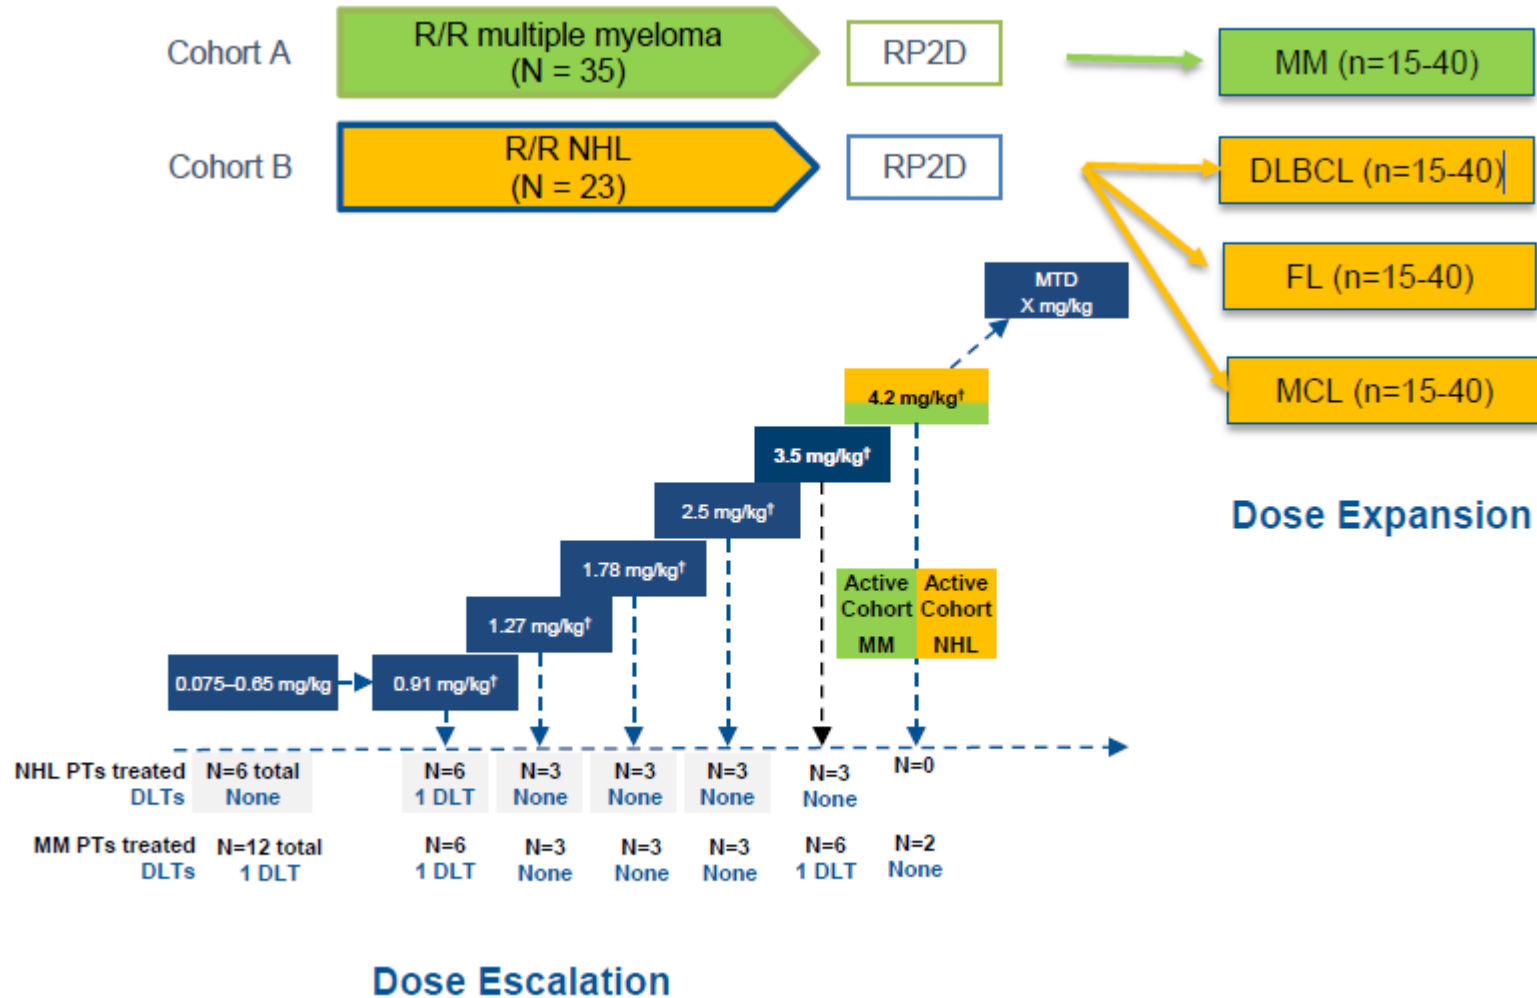 Cohort A
R/R multiple myeloma
(N = 35)
RP2D
MM (n=15-40)
Cohort B
R/R NHL
(N = 23)
RP2D
DLBCL (n=15-40)
FL (n=15-40)
MCL (n=15-40)
Dose Expansion
MTD
X mg/kg
4.2 mg/kg†
3.5 mg/kg†
2.5 mg/kg†
1.78 mg/kg†
1.27 mg/kg†
0.075–0.65 mg/kg
0.91 mg/kg†
Active
Cohort
MM
Active
Cohort
NHL
NHL PTs treated N=6 total N=6 N=3 N=3 N=3 N=3 N=0
DLTs None 1 DLT None None None None
MM PTs treated N=12 total N=6 N=3 N=3 N=3 N=6 N=2
DLTs 1 DLT 1 DLT None None None 1 DLT None
Dose Escalation